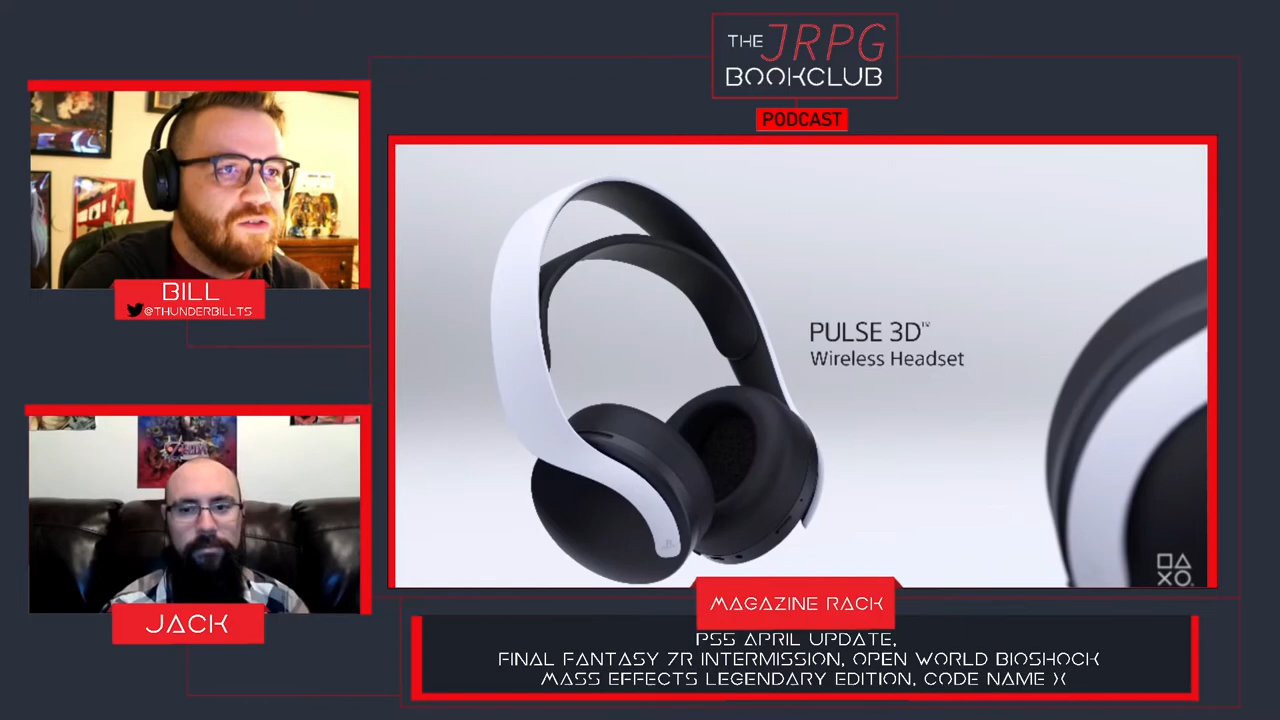 THE JRPG
BOOKCLUB
PODCAST
BILL
@THUNDERBILLTS
PULSE 3D™
Wireless Headset
JACK
MAGAZINE RACK
PS5 APRIL UPDATE,
FINAL FANTASY 7R INTERMISSION, OPEN WORLD BIOSHOCK
MASS EFFECTS LEGENDARY EDITION, CODE NAME X